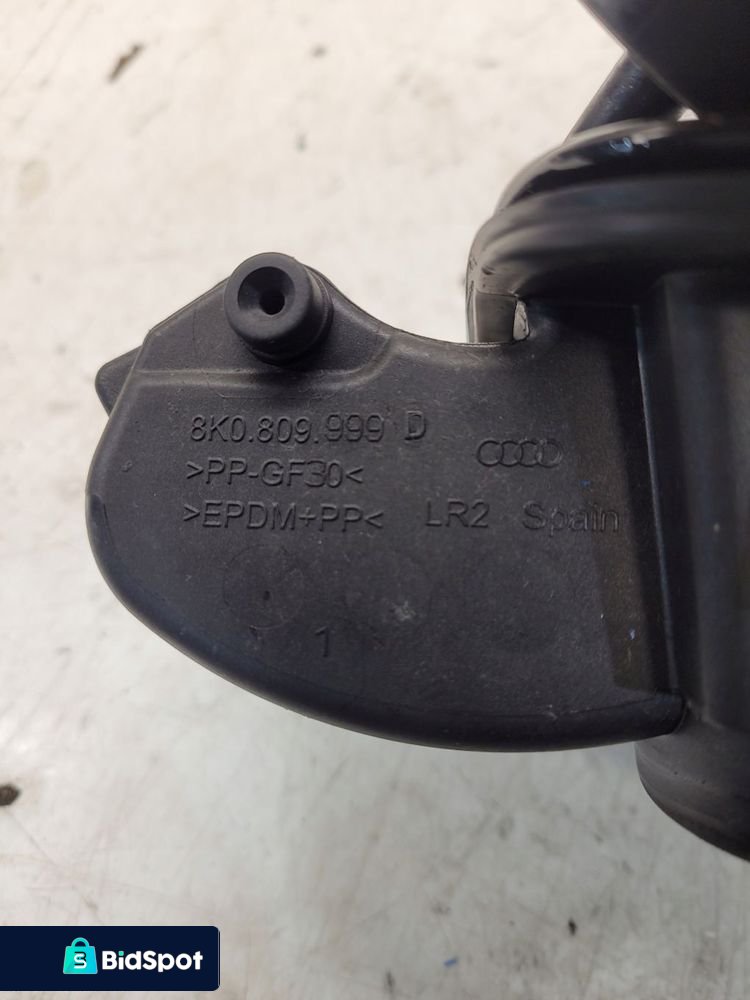 8K0.809.999 D
>PP-GF30<
>EPDM+PP< LR2 Spain
1
BidSpot